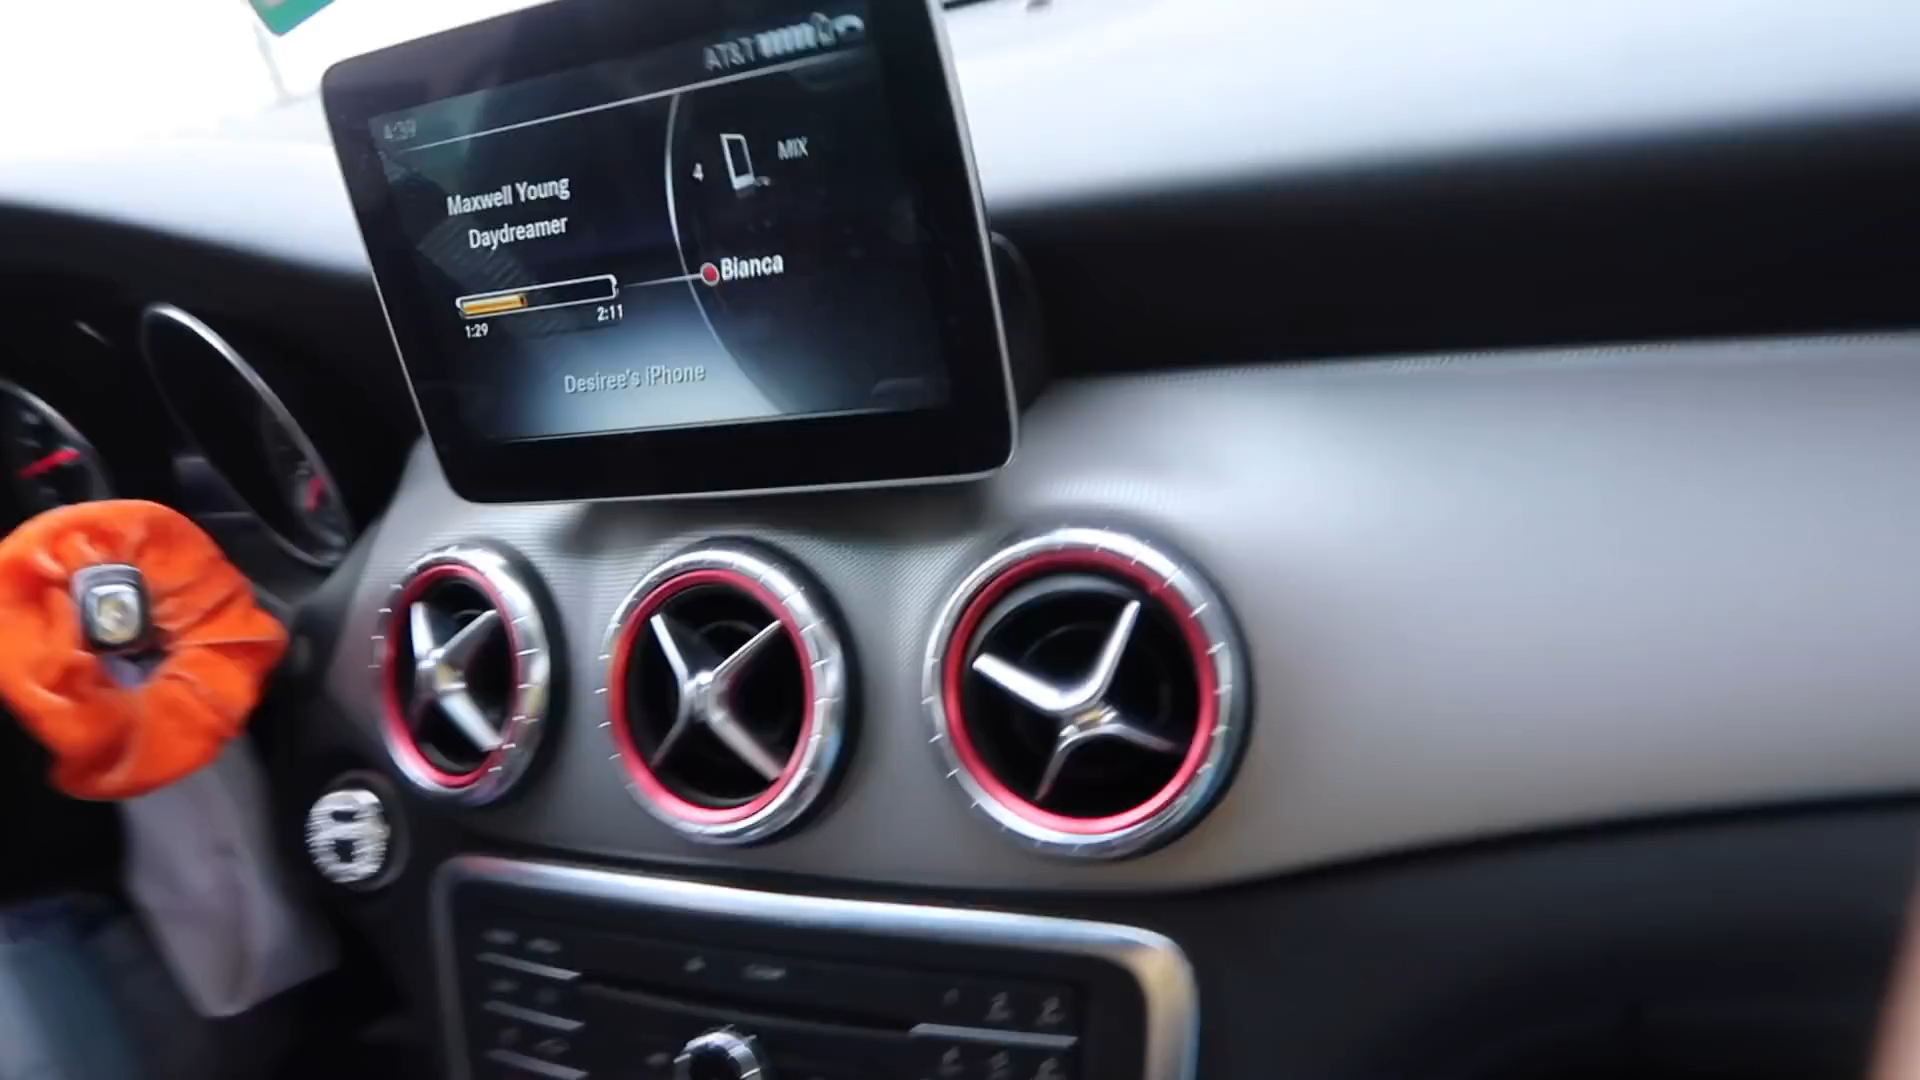 AT&T
4:39
4
MIX
Maxwell Young
Daydreamer
Bianca
1:29
2:11
Desiree's iPhone